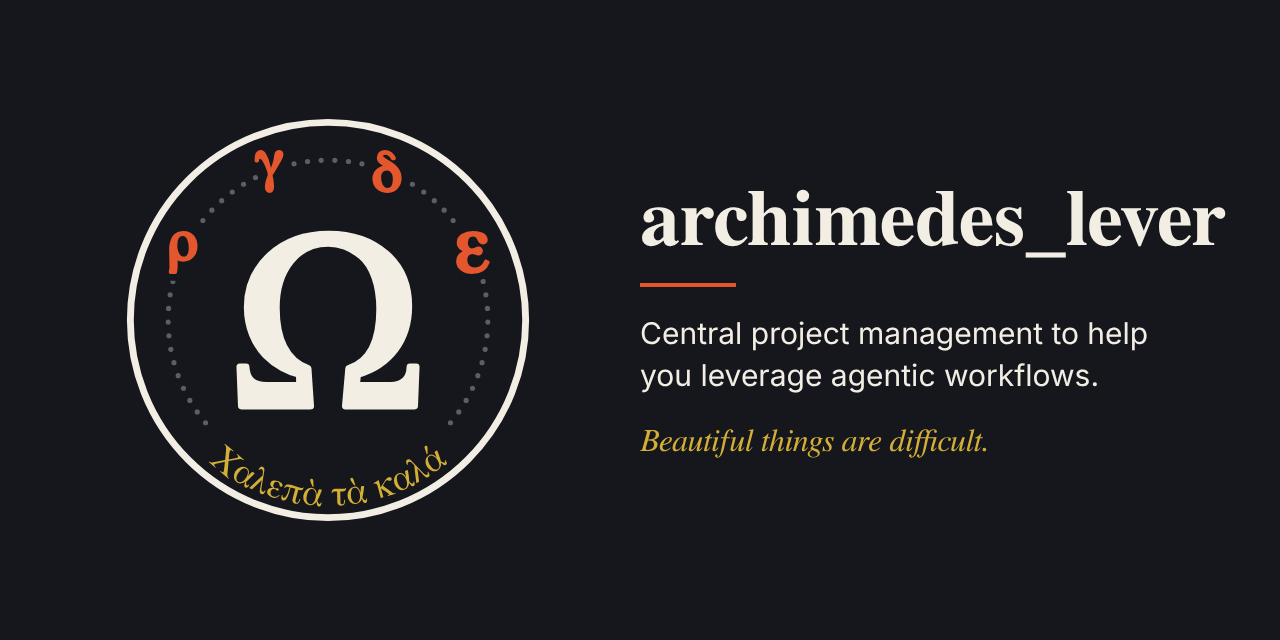 γ δ
ρ ε
Ω
Χαλεπὰ τὰ καλά
archimedes_lever
Central project management to help
you leverage agentic workflows.
Beautiful things are difficult.